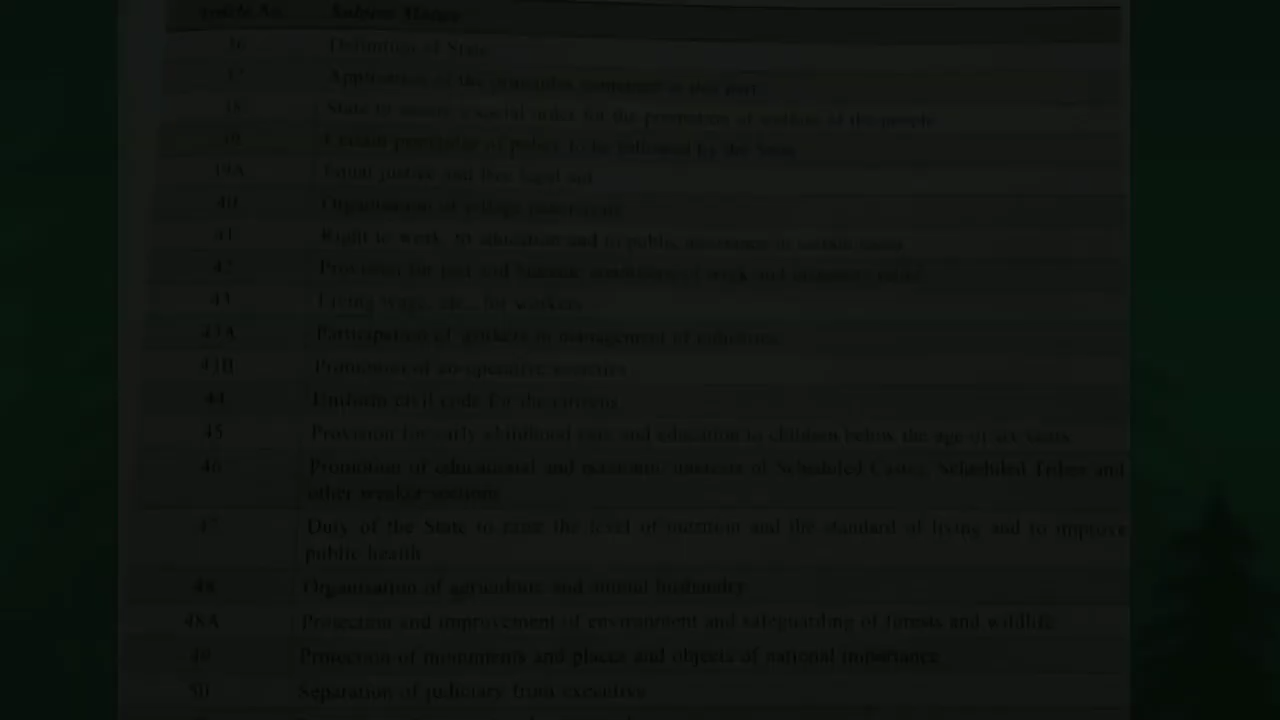 Article No. Subject Matter
36 Definition of State
37 Application of the principles contained in this part
38 State to secure a social order for the promotion of welfare of the people
39 Certain principles of policy to be followed by the State
39A Equal justice and free legal aid
40 Organisation of village panchayats
41 Right to work, to education and to public assistance in certain cases
42 Provision for just and humane conditions of work and maternity relief
43 Living wage, etc., for workers
43A Participation of workers in management of industries
43B Promotion of co-operative societies
44 Uniform civil code for the citizens
45 Provision for early childhood care and education to children below the age of six years
46 Promotion of educational and economic interests of Scheduled Castes, Scheduled Tribes and
other weaker sections
47 Duty of the State to raise the level of nutrition and the standard of living and to improve
public health
48 Organisation of agriculture and animal husbandry
48A Protection and improvement of environment and safeguarding of forests and wildlife
49 Protection of monuments and places and objects of national importance
50 Separation of judiciary from executive